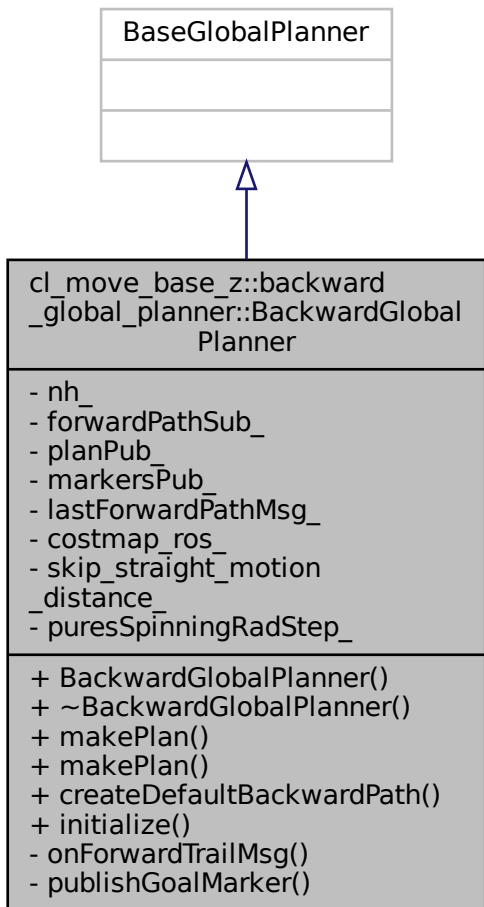 BaseGlobalPlanner
cl_move_base_z::backward
_global_planner::BackwardGlobal
Planner
- nh_
- forwardPathSub_
- planPub_
- markersPub_
- lastForwardPathMsg_
- costmap_ros_
- skip_straight_motion
_distance_
- puresSpinningRadStep_
+ BackwardGlobalPlanner()
+ ~BackwardGlobalPlanner()
+ makePlan()
+ makePlan()
+ createDefaultBackwardPath()
+ initialize()
- onForwardTrailMsg()
- publishGoalMarker()